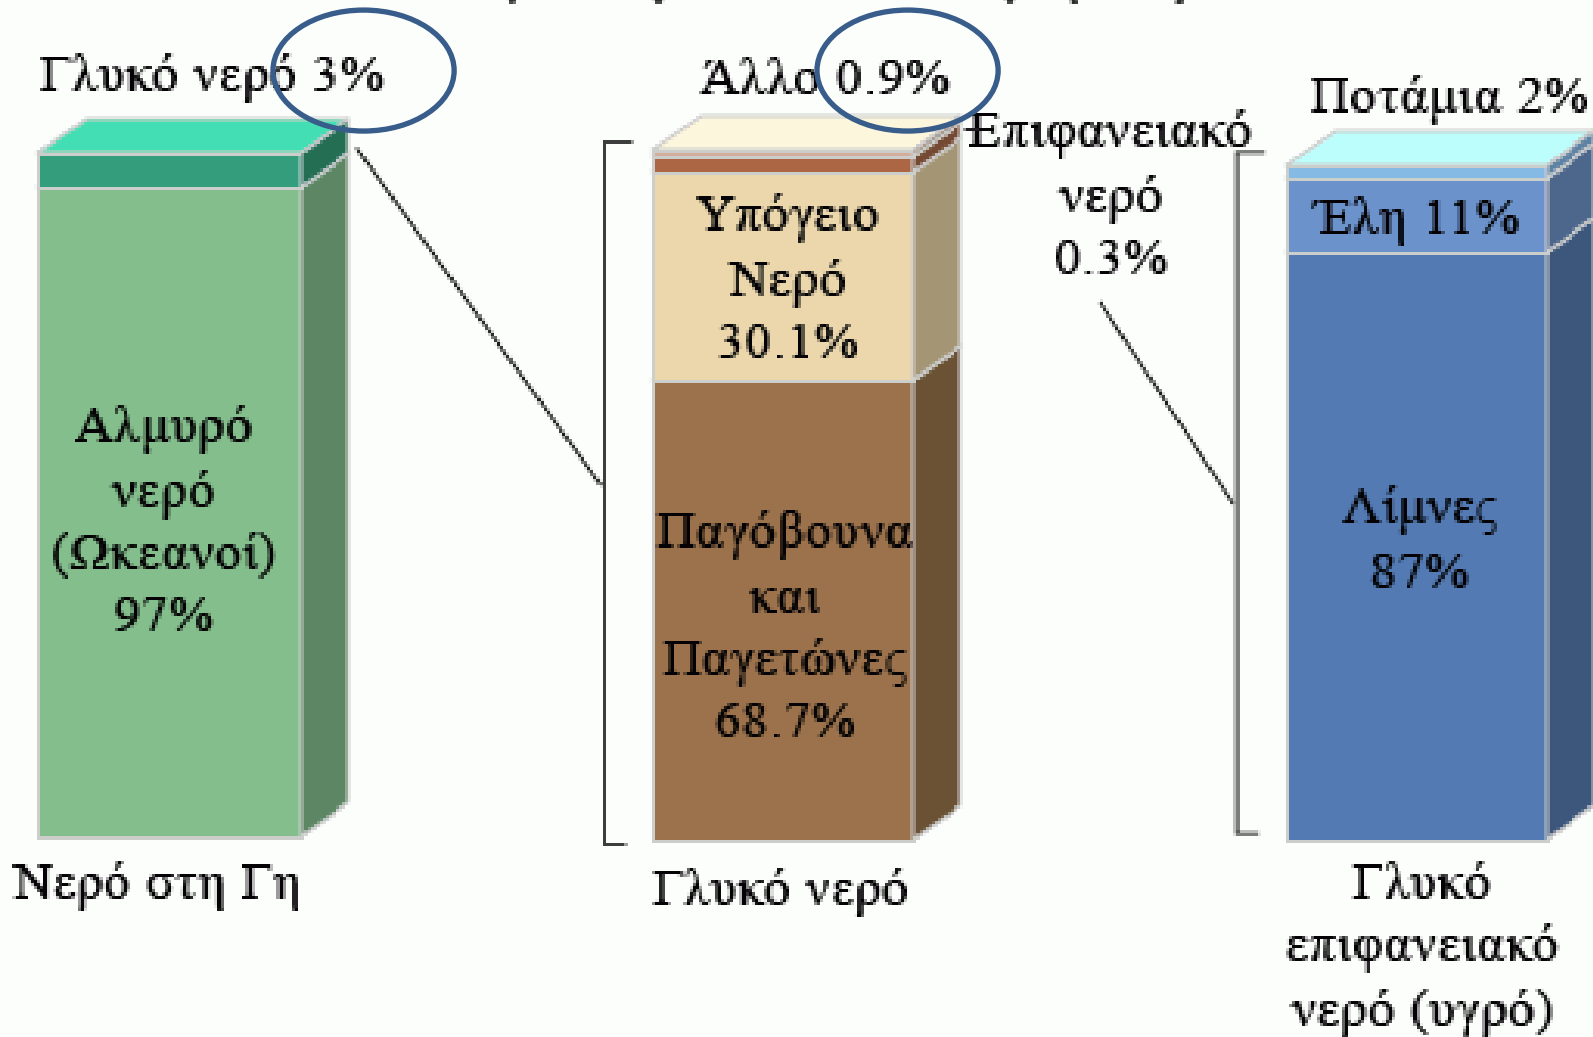 Γλυκό νερό 3%
Αλμυρό
νερό
(Ωκεανοί)
97%
Νερό στη Γη
Άλλο 0.9%
Υπόγειο
Νερό
30.1%
Παγόβουνα
και
Παγετώνες
68.7%
Γλυκό νερό
Επιφανειακό
νερό
0.3%
Ποτάμια 2%
Έλη 11%
Λίμνες
87%
Γλυκό
επιφανειακό
νερό (υγρό)